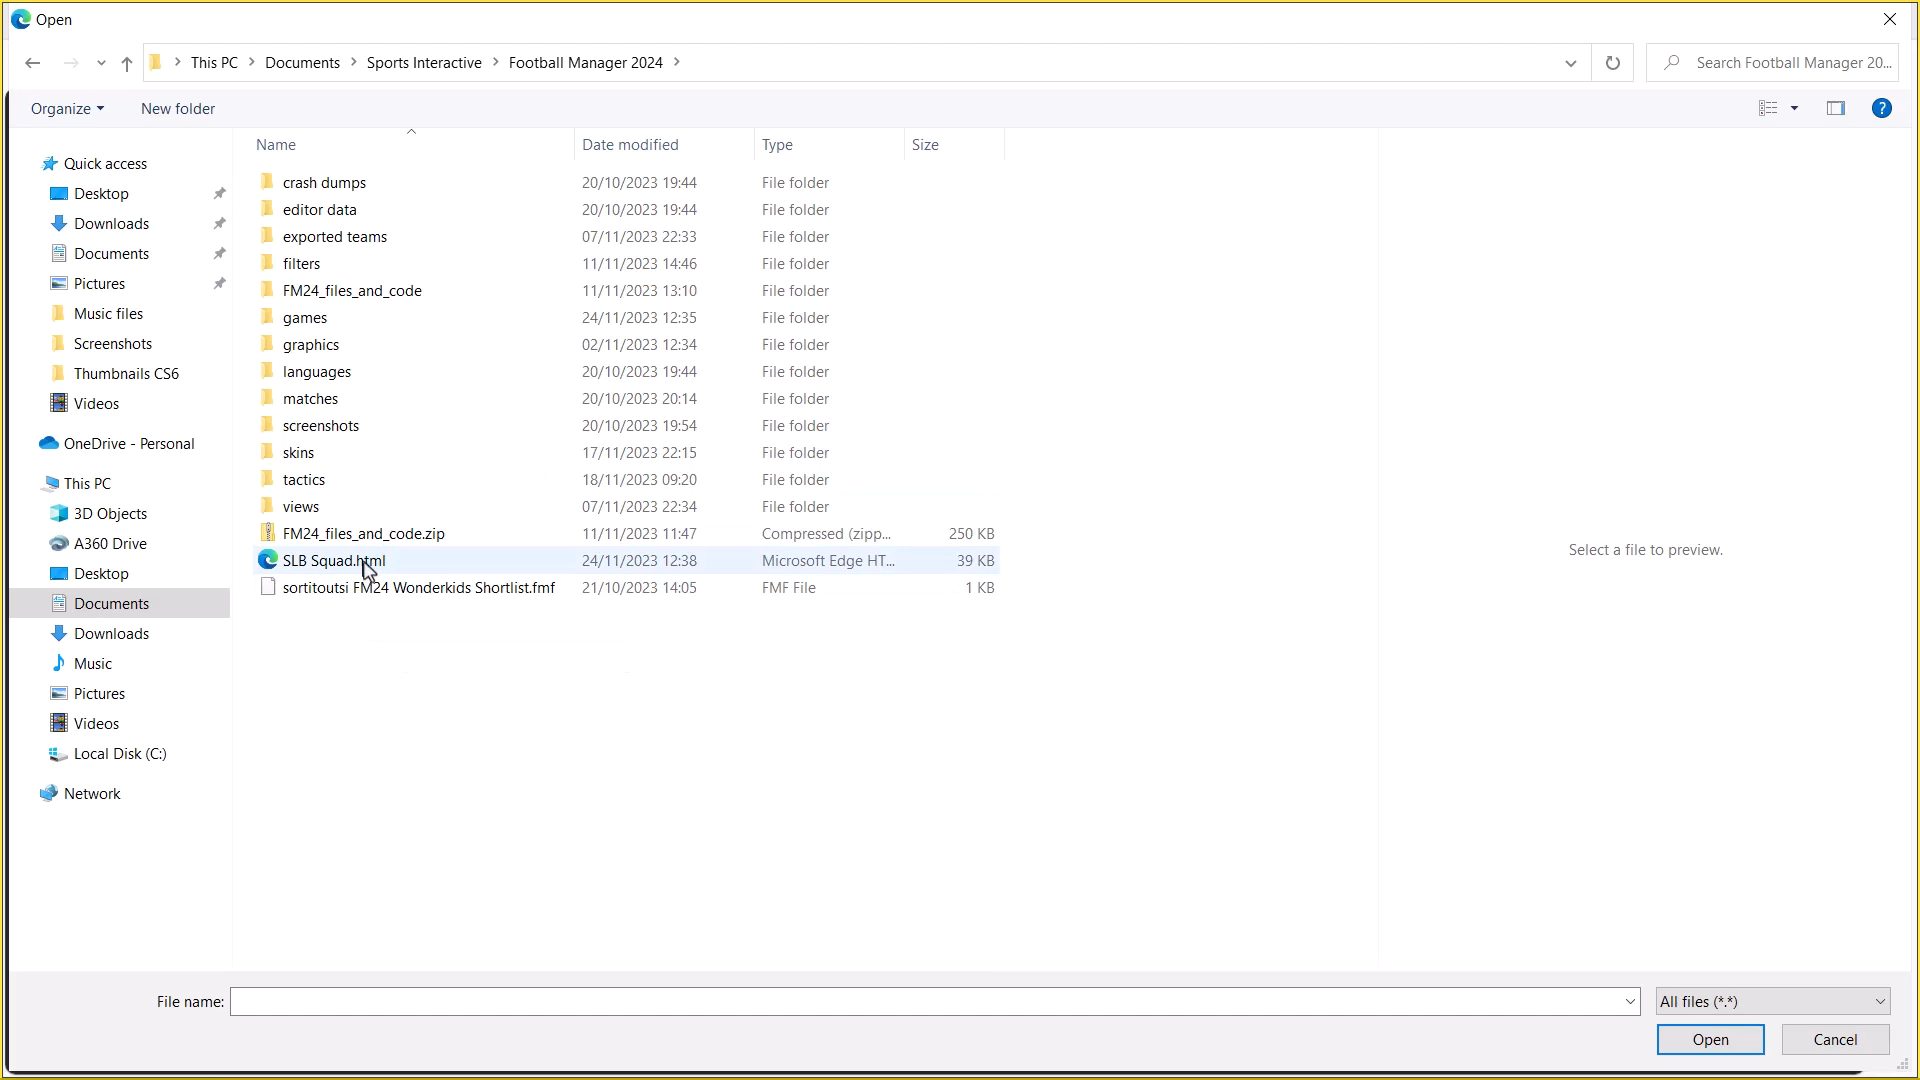 Open
This PC > Documents > Sports Interactive > Football Manager 2024 >
Search Football Manager 20...
Organize
New folder
?
Name Date modified Type Size
Quick access
Desktop
Downloads
Documents
Pictures
Music files
Screenshots
Thumbnails CS6
Videos
OneDrive - Personal
This PC
3D Objects
A360 Drive
Desktop
Documents
Downloads
Music
Pictures
Videos
Local Disk (C:)
Network
crash dumps 20/10/2023 19:44 File folder
editor data 20/10/2023 19:44 File folder
exported teams 07/11/2023 22:33 File folder
filters 11/11/2023 14:46 File folder
FM24_files_and_code 11/11/2023 13:10 File folder
games 24/11/2023 12:35 File folder
graphics 02/11/2023 12:34 File folder
languages 20/10/2023 19:44 File folder
matches 20/10/2023 20:14 File folder
screenshots 20/10/2023 19:54 File folder
skins 17/11/2023 22:15 File folder
tactics 18/11/2023 09:20 File folder
views 07/11/2023 22:34 File folder
FM24_files_and_code.zip 11/11/2023 11:47 Compressed (zipp... 250 KB
SLB Squad.html 24/11/2023 12:38 Microsoft Edge HT... 39 KB
sortitoutsi FM24 Wonderkids Shortlist.fmf 21/10/2023 14:05 FMF File 1 KB
Select a file to preview.
File name:
All files (*.*)
Open
Cancel